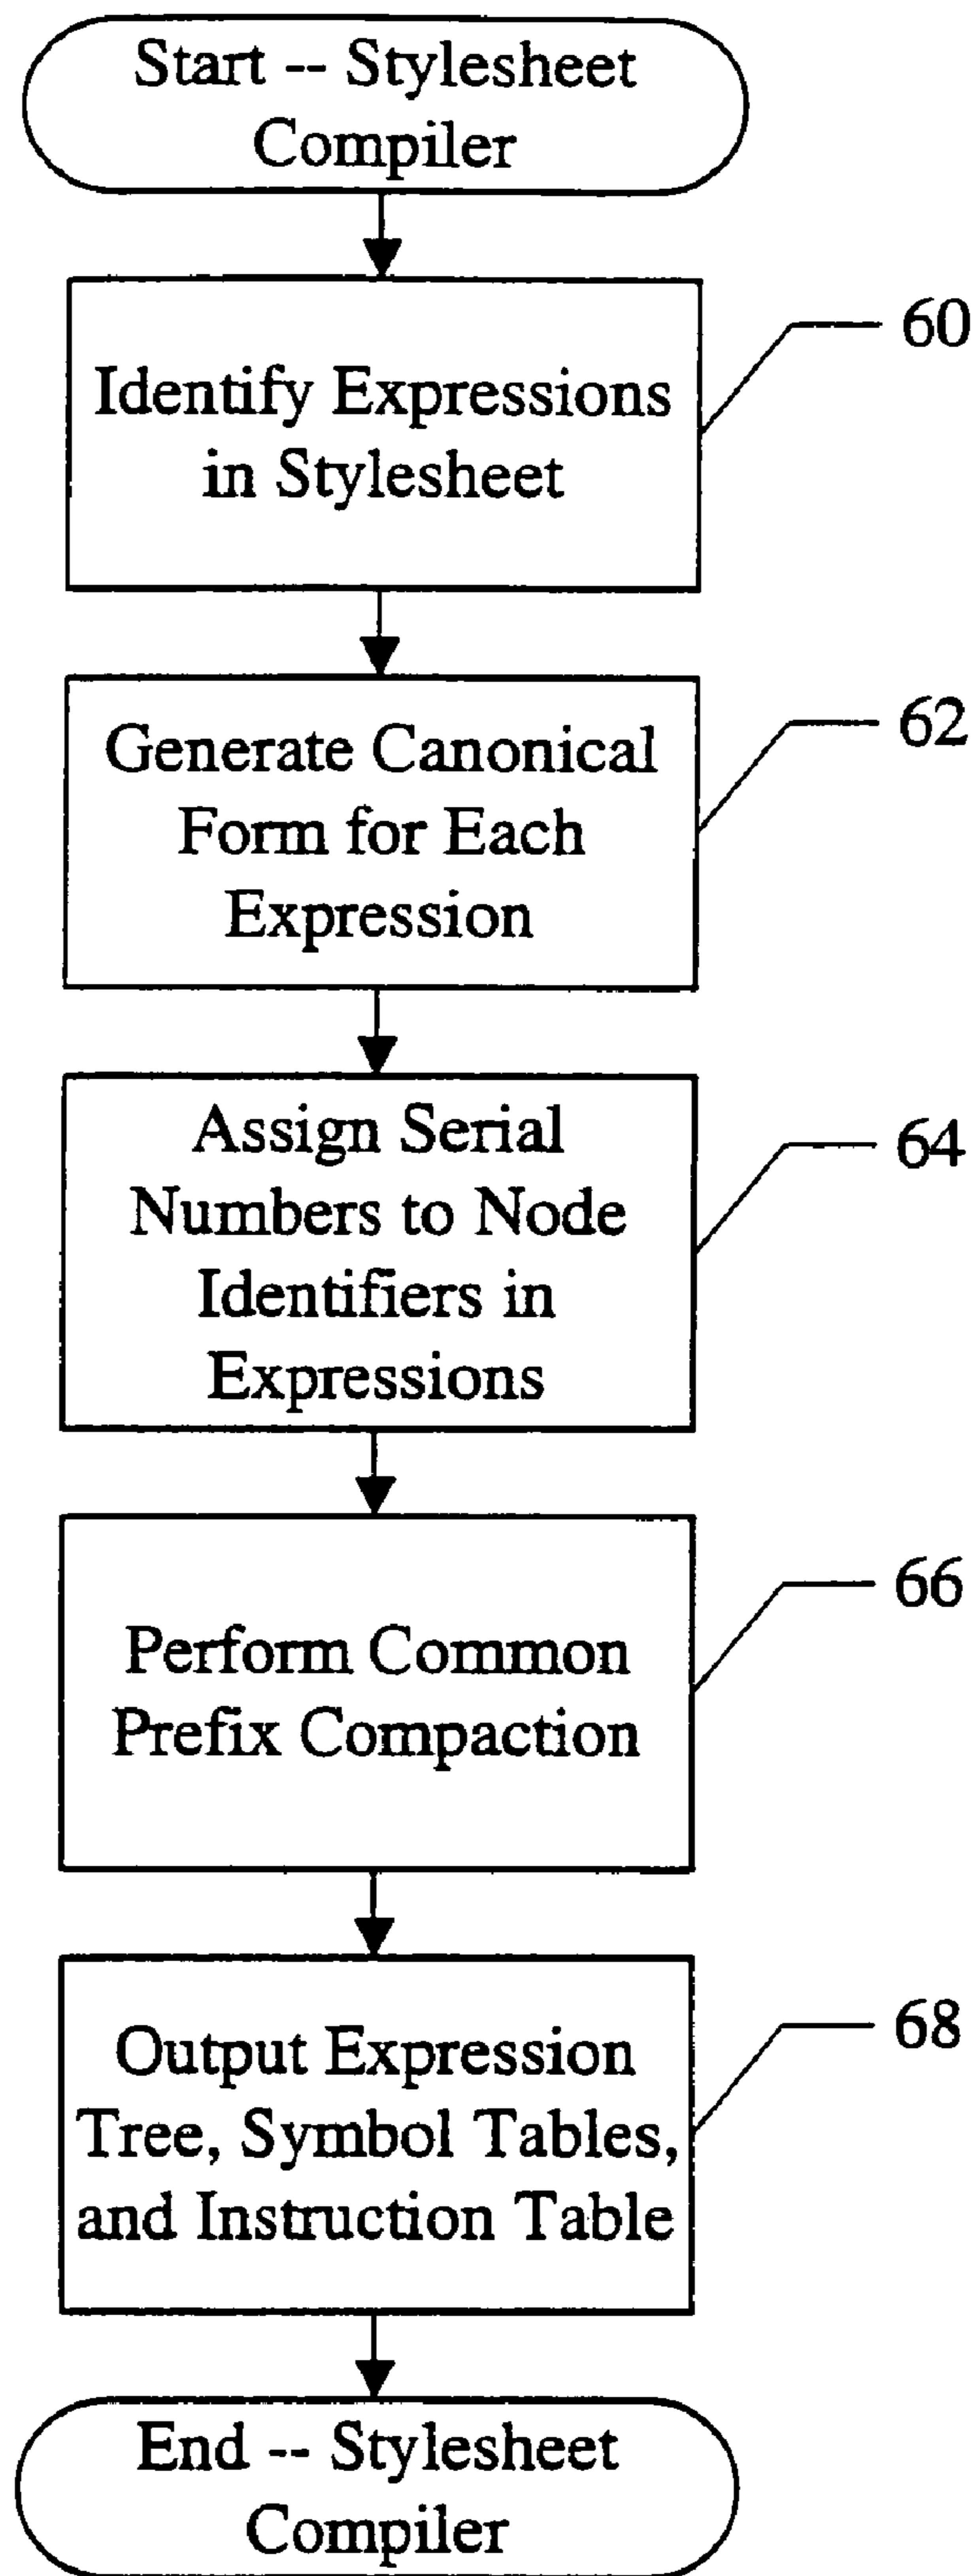 Start -- Stylesheet
Compiler
60
Identify Expressions
in Stylesheet
62
Generate Canonical
Form for Each
Expression
64
Assign Serial
Numbers to Node
Identifiers in
Expressions
66
Perform Common
Prefix Compaction
68
Output Expression
Tree, Symbol Tables,
and Instruction Table
End -- Stylesheet
Compiler